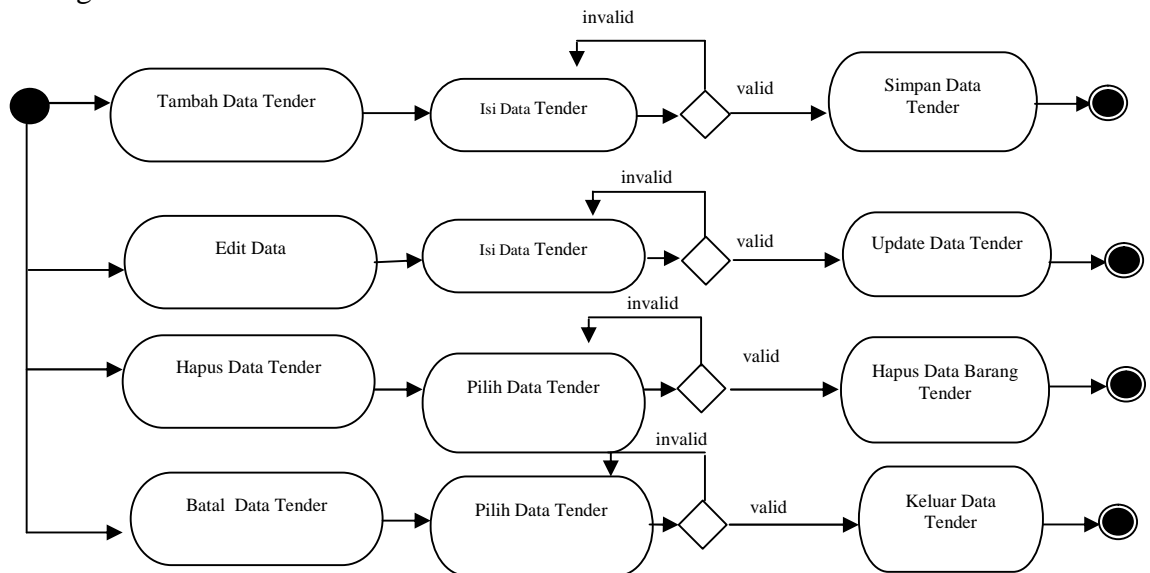 invalid
Tambah Data Tender
Isi Data Tender
valid
Simpan Data
Tender
invalid
Edit Data
Isi Data Tender
valid
Update Data Tender
invalid
Hapus Data Tender
Pilih Data Tender
valid
Hapus Data Barang
Tender
invalid
Batal Data Tender
Pilih Data Tender
valid
Keluar Data
Tender